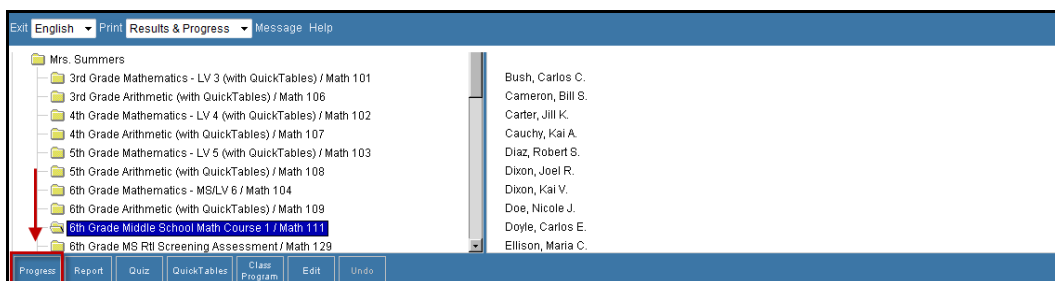 Exit English Print Results & Progress Message Help
Mrs. Summers
3rd Grade Mathematics - LV 3 (with QuickTables) / Math 101
3rd Grade Arithmetic (with QuickTables) / Math 106
4th Grade Mathematics - LV 4 (with QuickTables) / Math 102
4th Grade Arithmetic (with QuickTables) / Math 107
5th Grade Mathematics - LV 5 (with QuickTables) / Math 103
5th Grade Arithmetic (with QuickTables) / Math 108
6th Grade Mathematics - MS/LV 6 / Math 104
6th Grade Arithmetic (with QuickTables) / Math 109
6th Grade Middle School Math Course 1 / Math 111
6th Grade MS RtI Screening Assessment / Math 129
Bush, Carlos C.
Cameron, Bill S.
Carter, Jill K.
Cauchy, Kai A.
Diaz, Robert S.
Dixon, Joel R.
Dixon, Kai V.
Doe, Nicole J.
Doyle, Carlos E.
Ellison, Maria C.
Progress Report Quiz QuickTables Class Program Edit Undo